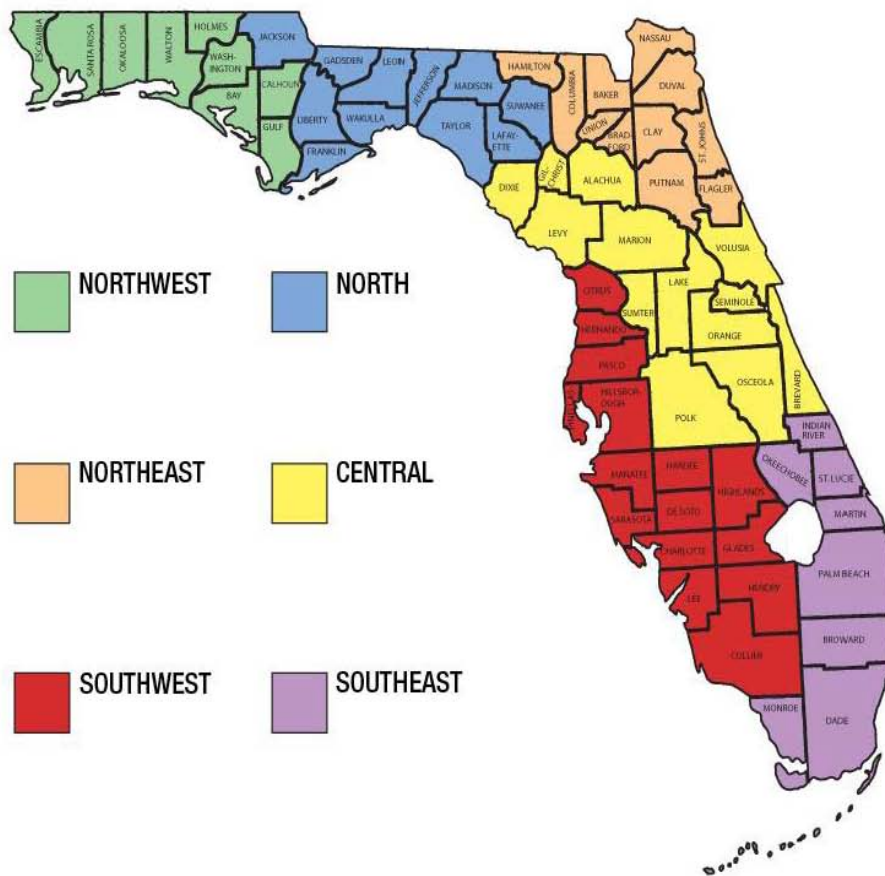 ESCAMBIA
SANTA ROSA
OKALOOSA
WALTON
HOLMES
WASH-
INGTON
BAY
JACKSON
CALHOUN
GULF
GADSDEN
LIBERTY
FRANKLIN
LEOIN
WAKULLA
JEFFERSON
MADISON
TAYLOR
SUWANEE
LAFAY-
ETTE
HAMILTON
COLUMBIA
BAKER
NASSAU
DUVAL
UNION
BRAD-
FORD
CLAY
ST. JOHNS
PUTNAM
FLAGLER
DIXIE
GIL-
CHRIST
ALACHUA
LEVY
MARION
VOLUSIA
LAKE
SEMINOLE
SUMTER
ORANGE
OSCEOLA
BREVARD
POLK
CITRUS
HERNANDO
PASCO
PINELLAS
HILLSBOR-
OUGH
MANATEE
HARDEE
HIGHLANDS
SARASOTA
DESOTO
CHARLOTTE
GLADES
LEE
HENDRY
COLLIER
INDIAN
RIVER
OKEECHOBEE
ST. LUCIE
MARTIN
PALM BEACH
BROWARD
MONROE
DADE
NORTHWEST
NORTH
NORTHEAST
CENTRAL
SOUTHWEST
SOUTHEAST